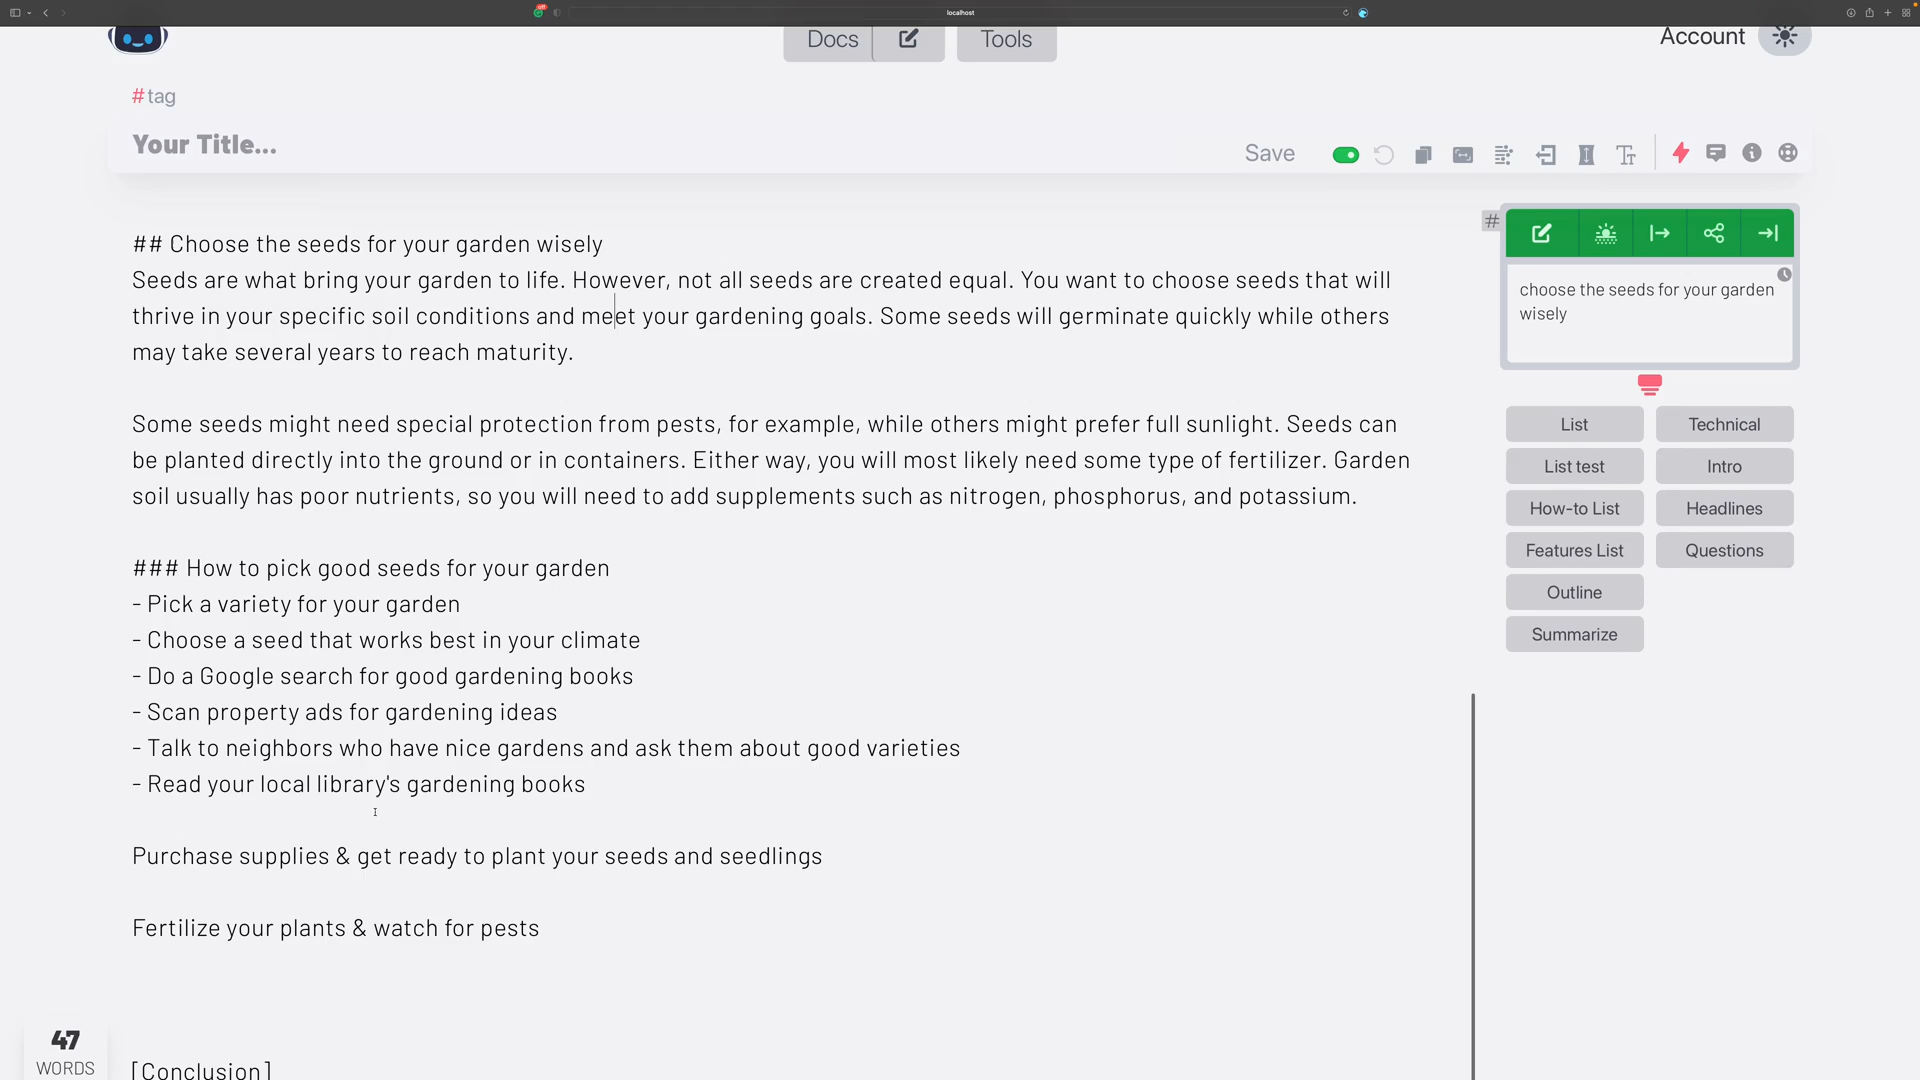 localhost
off
Docs
Tools
Account
#tag
Your Title...
Save
## Choose the seeds for your garden wisely
Seeds are what bring your garden to life. However, not all seeds are created equal. You want to choose seeds that will
thrive in your specific soil conditions and meet your gardening goals. Some seeds will germinate quickly while others
may take several years to reach maturity.
Some seeds might need special protection from pests, for example, while others might prefer full sunlight. Seeds can
be planted directly into the ground or in containers. Either way, you will most likely need some type of fertilizer. Garden
soil usually has poor nutrients, so you will need to add supplements such as nitrogen, phosphorus, and potassium.
### How to pick good seeds for your garden
- Pick a variety for your garden
- Choose a seed that works best in your climate
- Do a Google search for good gardening books
- Scan property ads for gardening ideas
- Talk to neighbors who have nice gardens and ask them about good varieties
- Read your local library's gardening books
Purchase supplies & get ready to plant your seeds and seedlings
Fertilize your plants & watch for pests
[Conclusion]
47
WORDS
#
choose the seeds for your garden
wisely
List
Technical
List test
Intro
How-to List
Headlines
Features List
Questions
Outline
Summarize